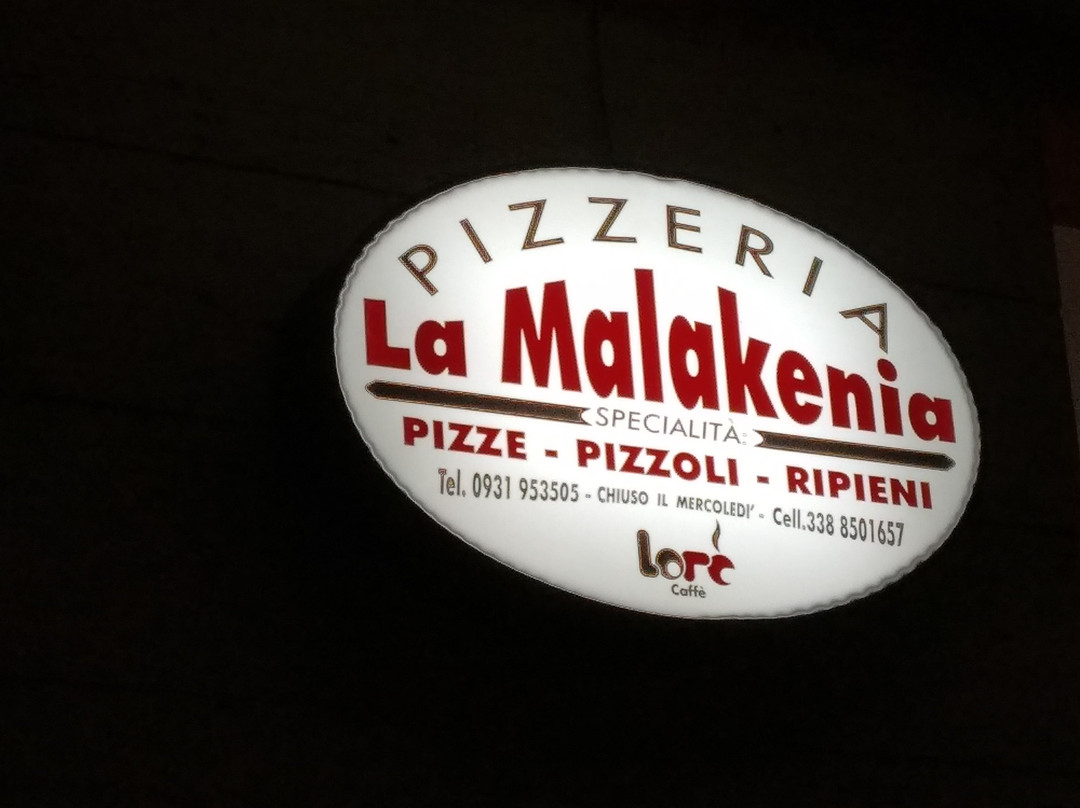 PIZZERIA
La Malakenia
SPECIALITÀ:
PIZZE - PIZZOLI - RIPIENI
Tel. 0931 953505 - CHIUSO IL MERCOLEDI' - Cell.338 8501657
Lorè
Caffè